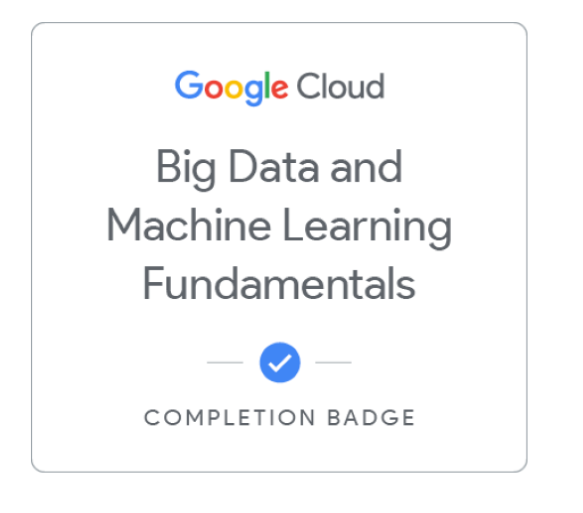 Google Cloud
Big Data and
Machine Learning
Fundamentals
COMPLETION BADGE